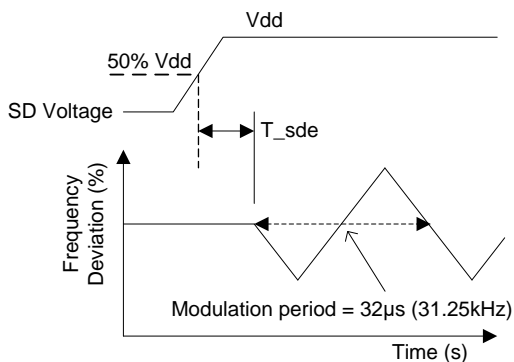 Vdd
50% Vdd
SD Voltage
T_sde
Frequency
Deviation (%)
Modulation period = 32µs (31.25kHz)
Time (s)